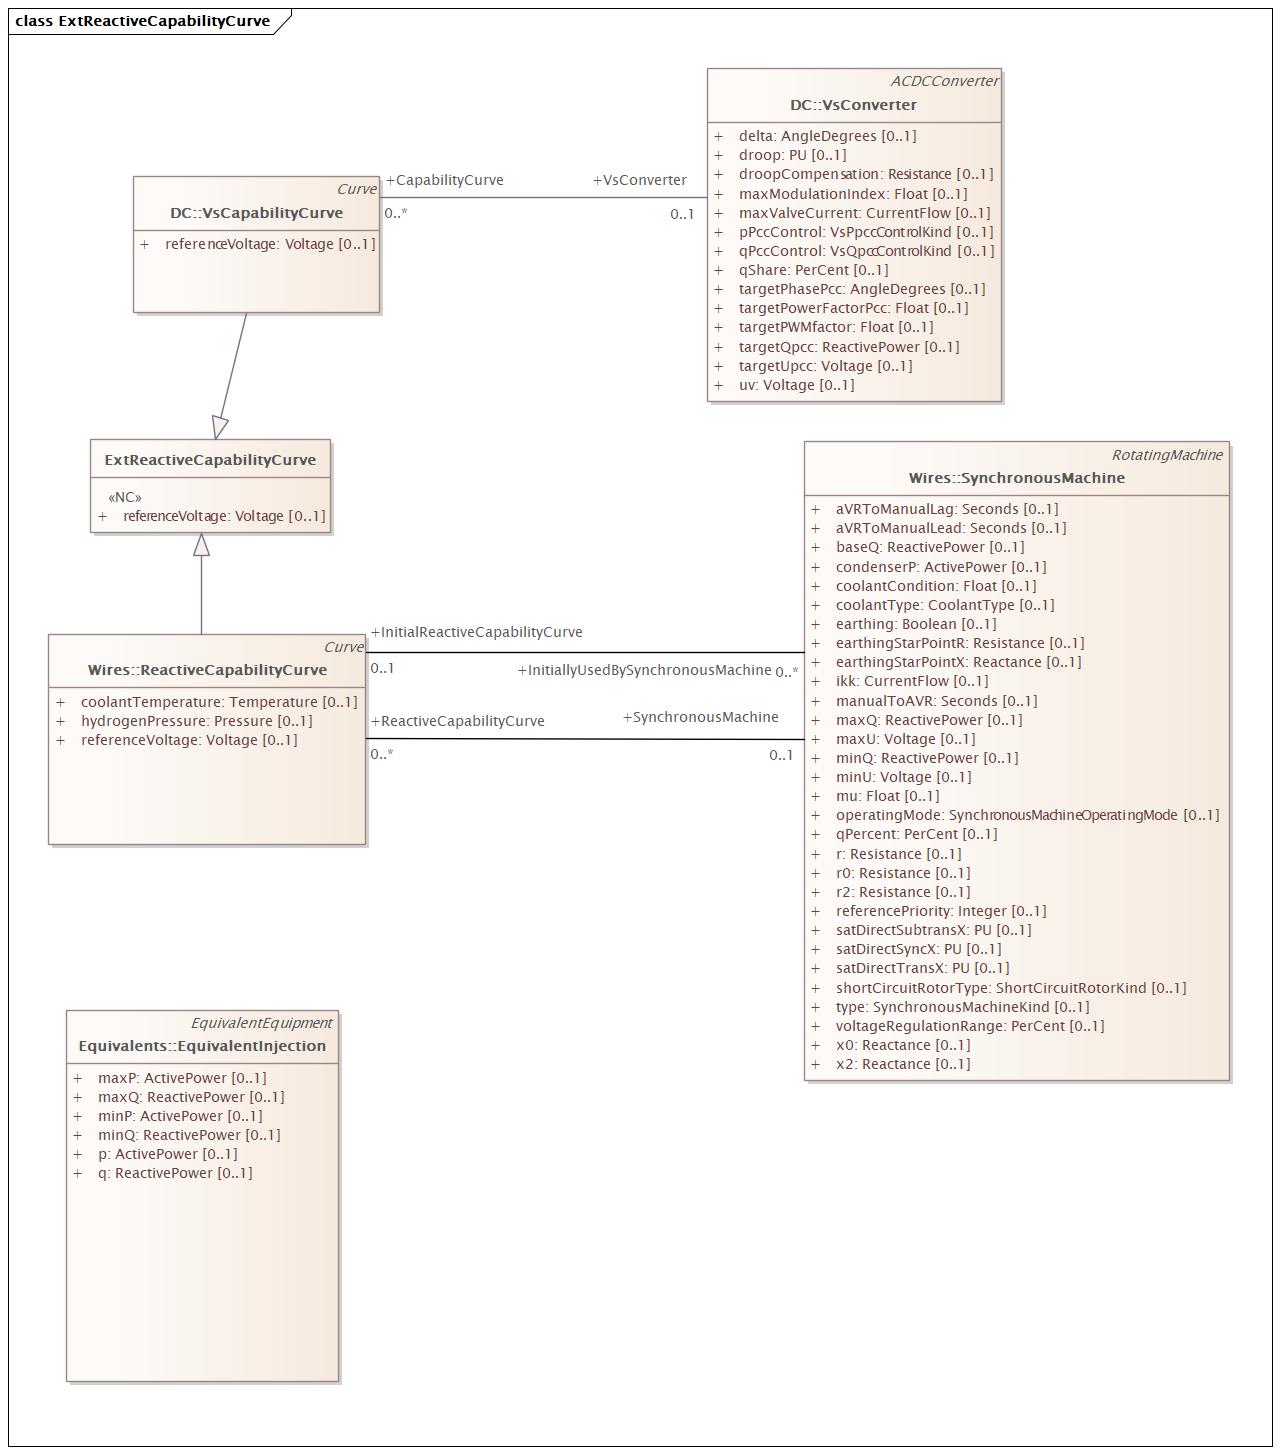 class ExtReactiveCapabilityCurve
ACDCConverter
DC::VsConverter
+ delta: AngleDegrees [0..1]
+ droop: PU [0..1]
+ droopCompensation: Resistance [0..1]
+ maxModulationIndex: Float [0..1]
+ maxValveCurrent: CurrentFlow [0..1]
+ pPccControl: VsPpccControlKind [0..1]
+ qPccControl: VsQpccControlKind [0..1]
+ qShare: PerCent [0..1]
+ targetPhasePcc: AngleDegrees [0..1]
+ targetPowerFactorPcc: Float [0..1]
+ targetPWMfactor: Float [0..1]
+ targetQpcc: ReactivePower [0..1]
+ targetUpcc: Voltage [0..1]
+ uv: Voltage [0..1]
Curve
DC::VsCapabilityCurve
+ referenceVoltage: Voltage [0..1]
+CapabilityCurve
0..*
+VsConverter
0..1
ExtReactiveCapabilityCurve
«NC»
+ referenceVoltage: Voltage [0..1]
RotatingMachine
Wires::SynchronousMachine
+ aVRToManualLag: Seconds [0..1]
+ aVRToManualLead: Seconds [0..1]
+ baseQ: ReactivePower [0..1]
+ condenserP: ActivePower [0..1]
+ coolantCondition: Float [0..1]
+ coolantType: CoolantType [0..1]
+ earthing: Boolean [0..1]
+ earthingStarPointR: Resistance [0..1]
+ earthingStarPointX: Reactance [0..1]
+ ikk: CurrentFlow [0..1]
+ manualToAVR: Seconds [0..1]
+ maxQ: ReactivePower [0..1]
+ maxU: Voltage [0..1]
+ minQ: ReactivePower [0..1]
+ minU: Voltage [0..1]
+ mu: Float [0..1]
+ operatingMode: SynchronousMachineOperatingMode [0..1]
+ qPercent: PerCent [0..1]
+ r: Resistance [0..1]
+ r0: Resistance [0..1]
+ r2: Resistance [0..1]
+ referencePriority: Integer [0..1]
+ satDirectSubtransX: PU [0..1]
+ satDirectSyncX: PU [0..1]
+ satDirectTransX: PU [0..1]
+ shortCircuitRotorType: ShortCircuitRotorKind [0..1]
+ type: SynchronousMachineKind [0..1]
+ voltageRegulationRange: PerCent [0..1]
+ x0: Reactance [0..1]
+ x2: Reactance [0..1]
Curve
Wires::ReactiveCapabilityCurve
+ coolantTemperature: Temperature [0..1]
+ hydrogenPressure: Pressure [0..1]
+ referenceVoltage: Voltage [0..1]
+InitialReactiveCapabilityCurve
0..1
+InitiallyUsedBySynchronousMachine 0..*
+ReactiveCapabilityCurve
0..*
+SynchronousMachine
0..1
EquivalentEquipment
Equivalents::EquivalentInjection
+ maxP: ActivePower [0..1]
+ maxQ: ReactivePower [0..1]
+ minP: ActivePower [0..1]
+ minQ: ReactivePower [0..1]
+ p: ActivePower [0..1]
+ q: ReactivePower [0..1]